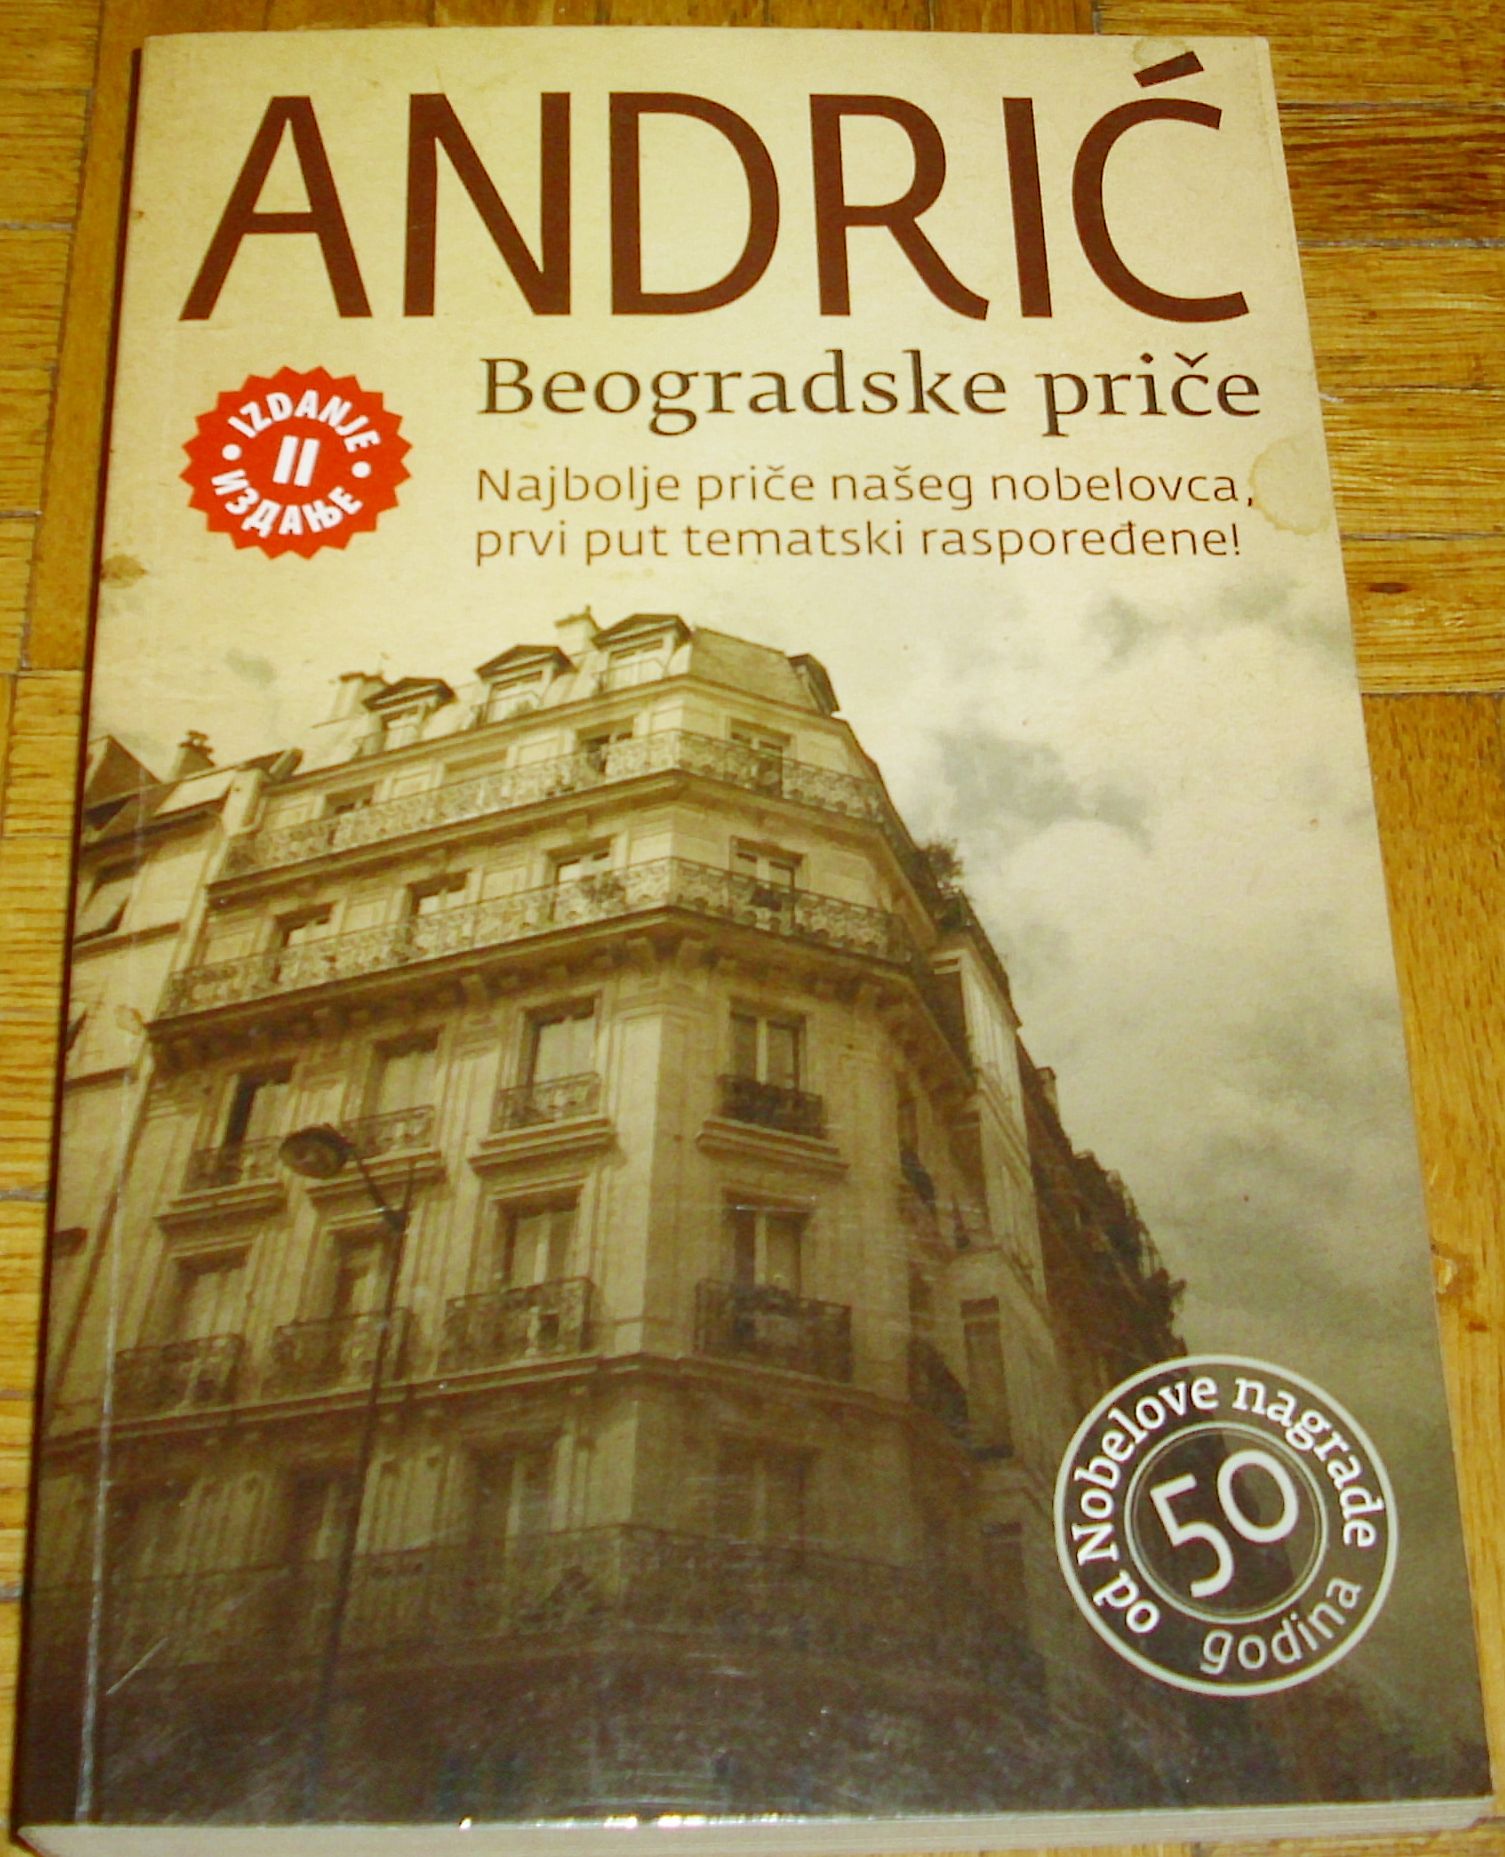 ANDRIĆ
Beogradske priče
Najbolje priče našeg nobelovca,
prvi put tematski raspoređene!
IZDANJE
II
ИЗДАЊЕ
od Nobelove nagrade
50
godina